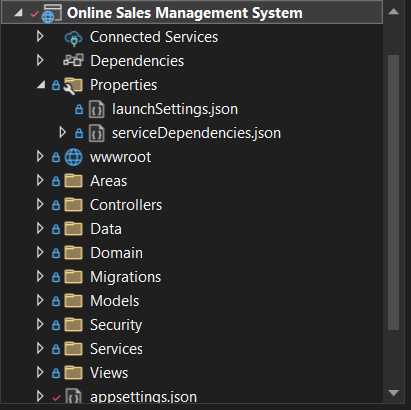 Online Sales Management System
Connected Services
Dependencies
Properties
launchSettings.json
serviceDependencies.json
wwwroot
Areas
Controllers
Data
Domain
Migrations
Models
Security
Services
Views
appsettings.json